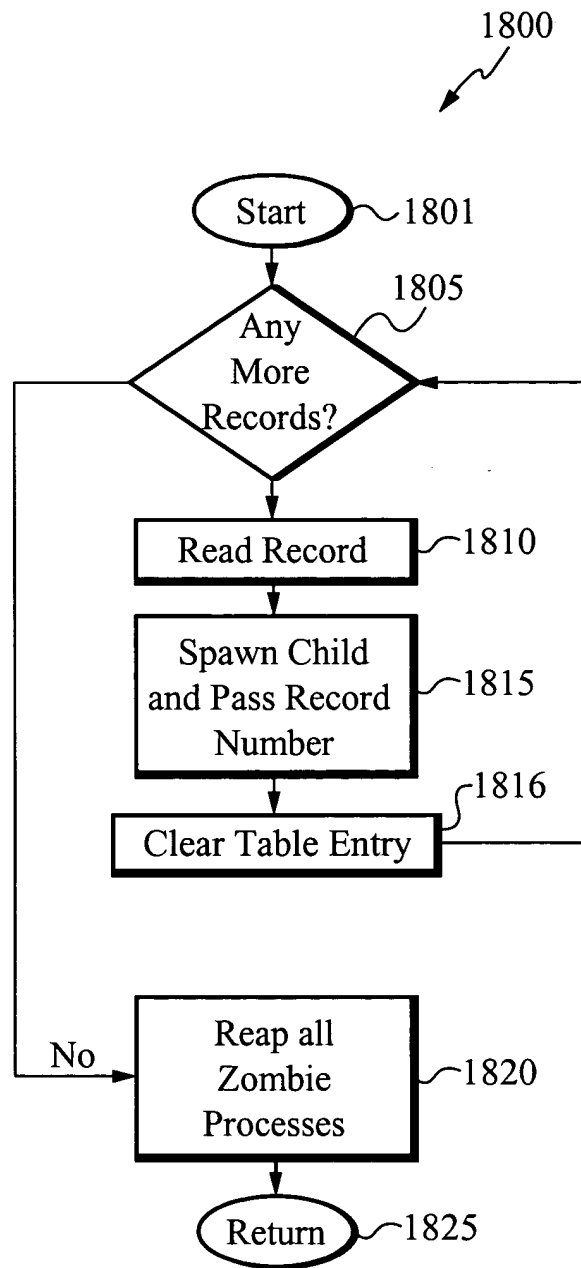 1800
Start
1801
1805
Any
More
Records?
Read Record
1810
Spawn Child
and Pass Record
Number
1815
1816
Clear Table Entry
No
Reap all
Zombie
Processes
1820
Return
1825